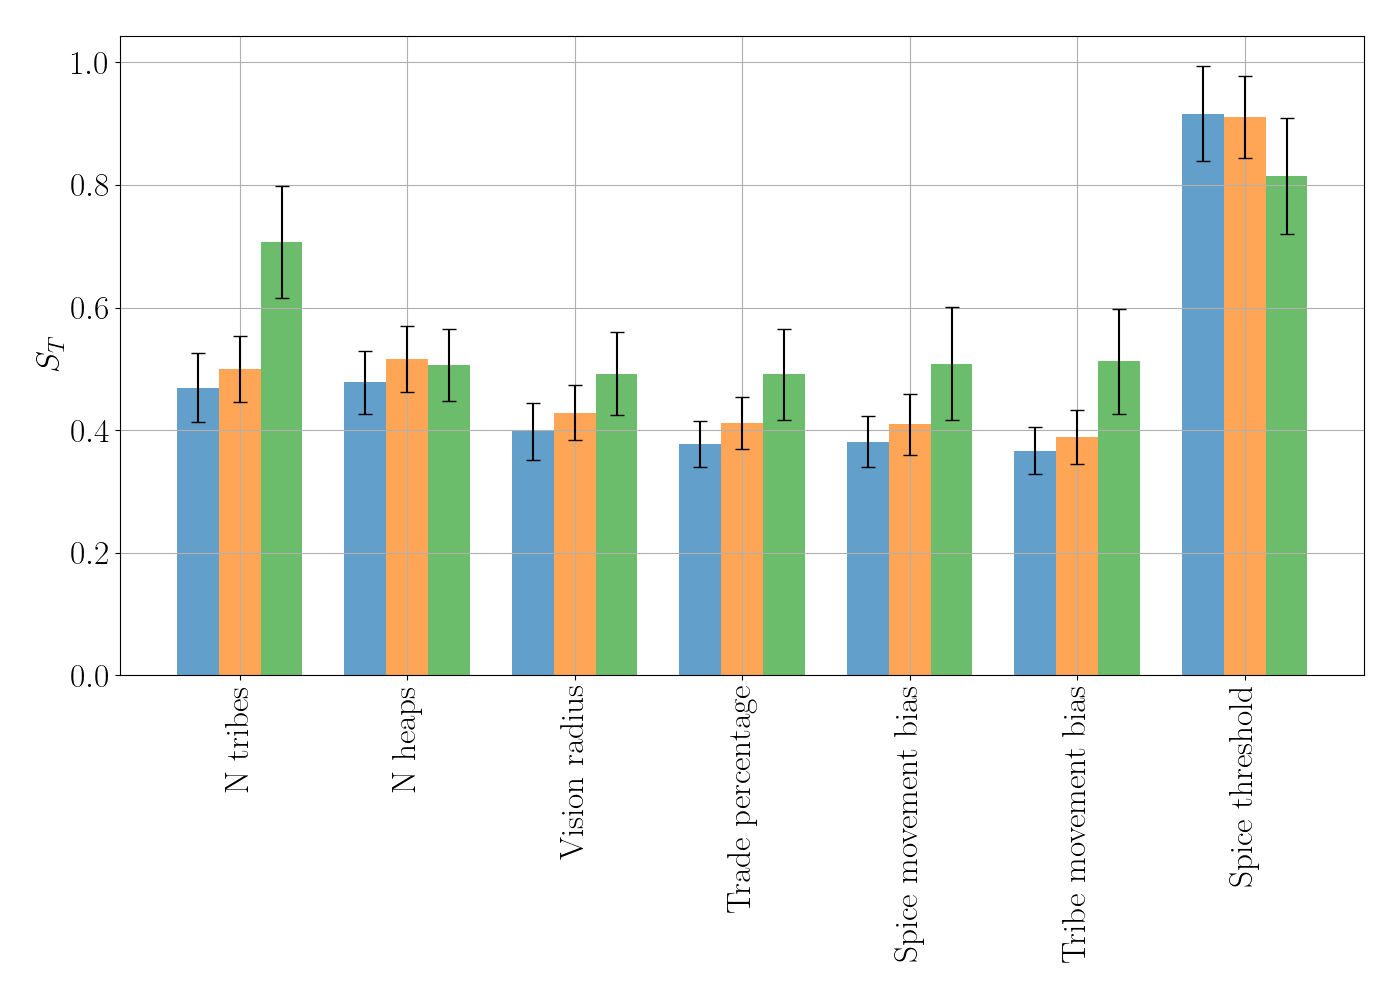 1.0
0.8
0.6
0.4
0.2
0.0
S_T
N tribes
N heaps
Vision radius
Trade percentage
Spice movement bias
Tribe movement bias
Spice threshold